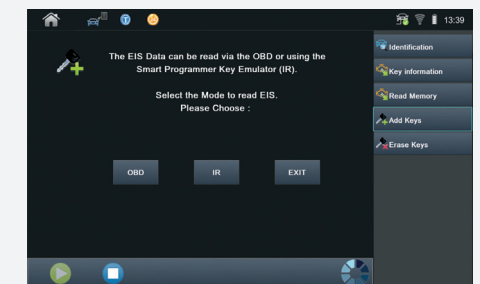 13:39
The EIS Data can be read via the OBD or using the
Smart Programmer Key Emulator (IR).
Select the Mode to read EIS.
Please Choose :
OBD
IR
EXIT
Identification
Key information
Read Memory
Add Keys
Erase Keys